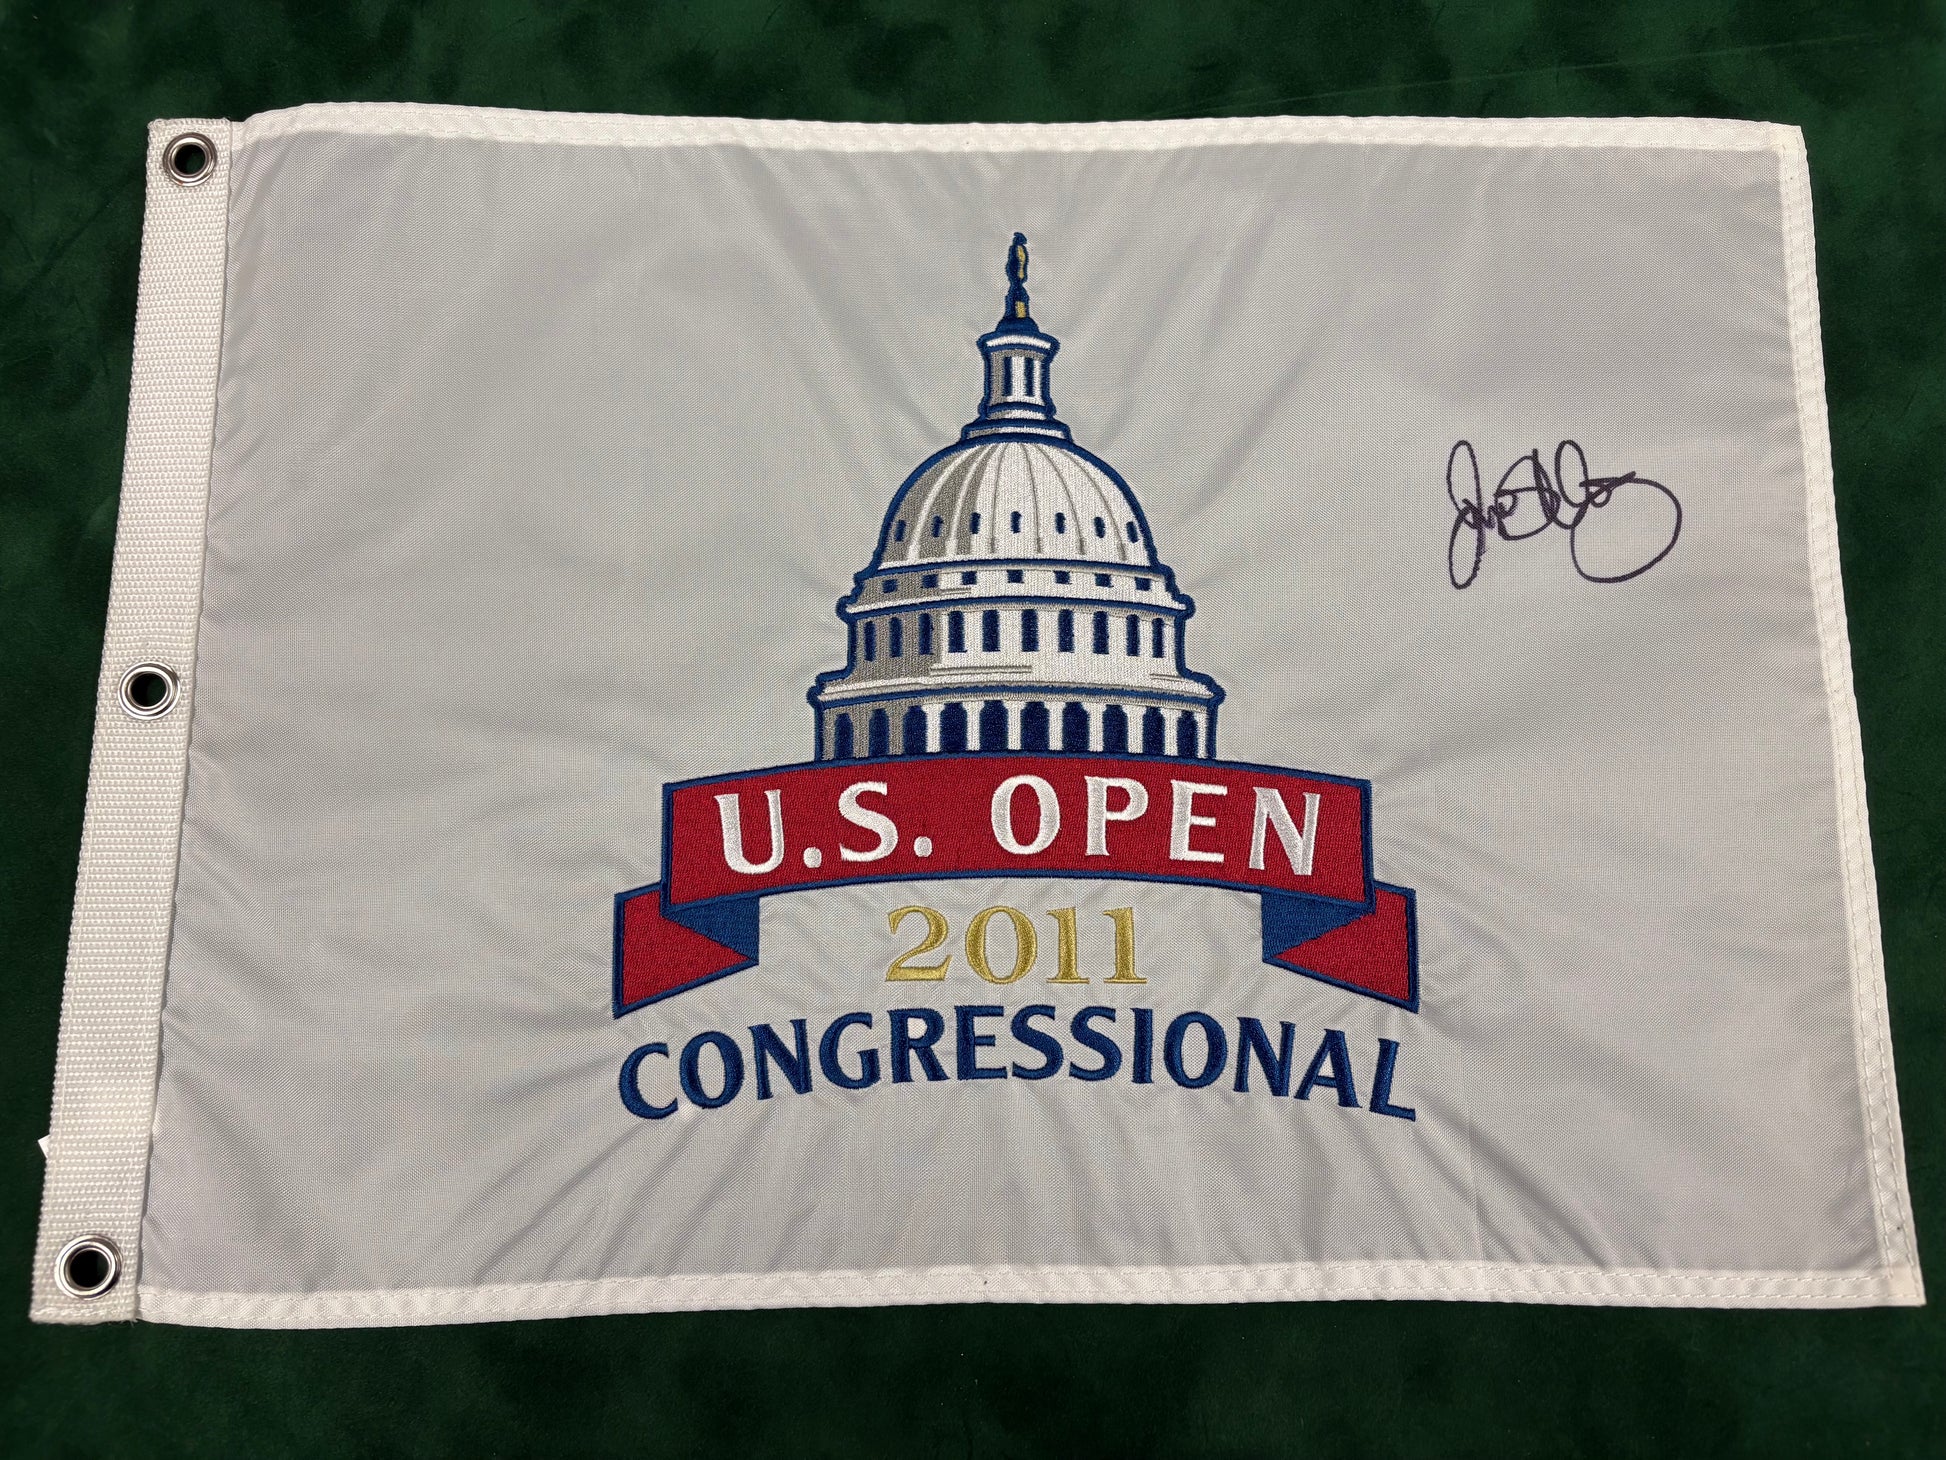 U.S. OPEN
2011
CONGRESSIONAL